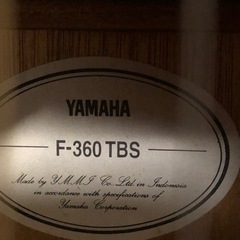 YAMAHA
F-360 TBS
Made by Y.M.M.I Co. Ltd. in Indonesia
in accordance with specifications of
Yamaha Corporation